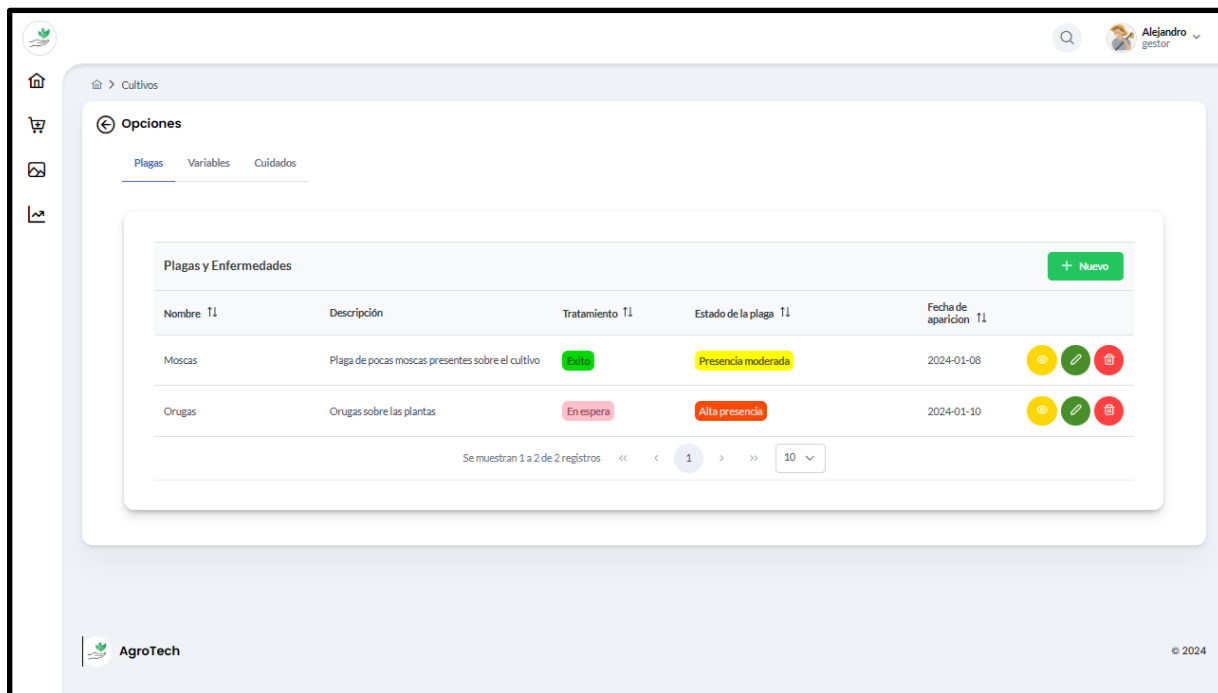 Alejandro
gestor
Cultivos
Opciones
Plagas Variables Cuidados
Plagas y Enfermedades
+ Nuevo
Nombre Descripción Tratamiento Estado de la plaga Fecha de
aparicion
Moscas Plaga de pocas moscas presentes sobre el cultivo Exito Presencia moderada 2024-01-08
Orugas Orugas sobre las plantas En espera Alta presencia 2024-01-10
Se muestran 1 a 2 de 2 registros << < 1 > >> 10
AgroTech © 2024